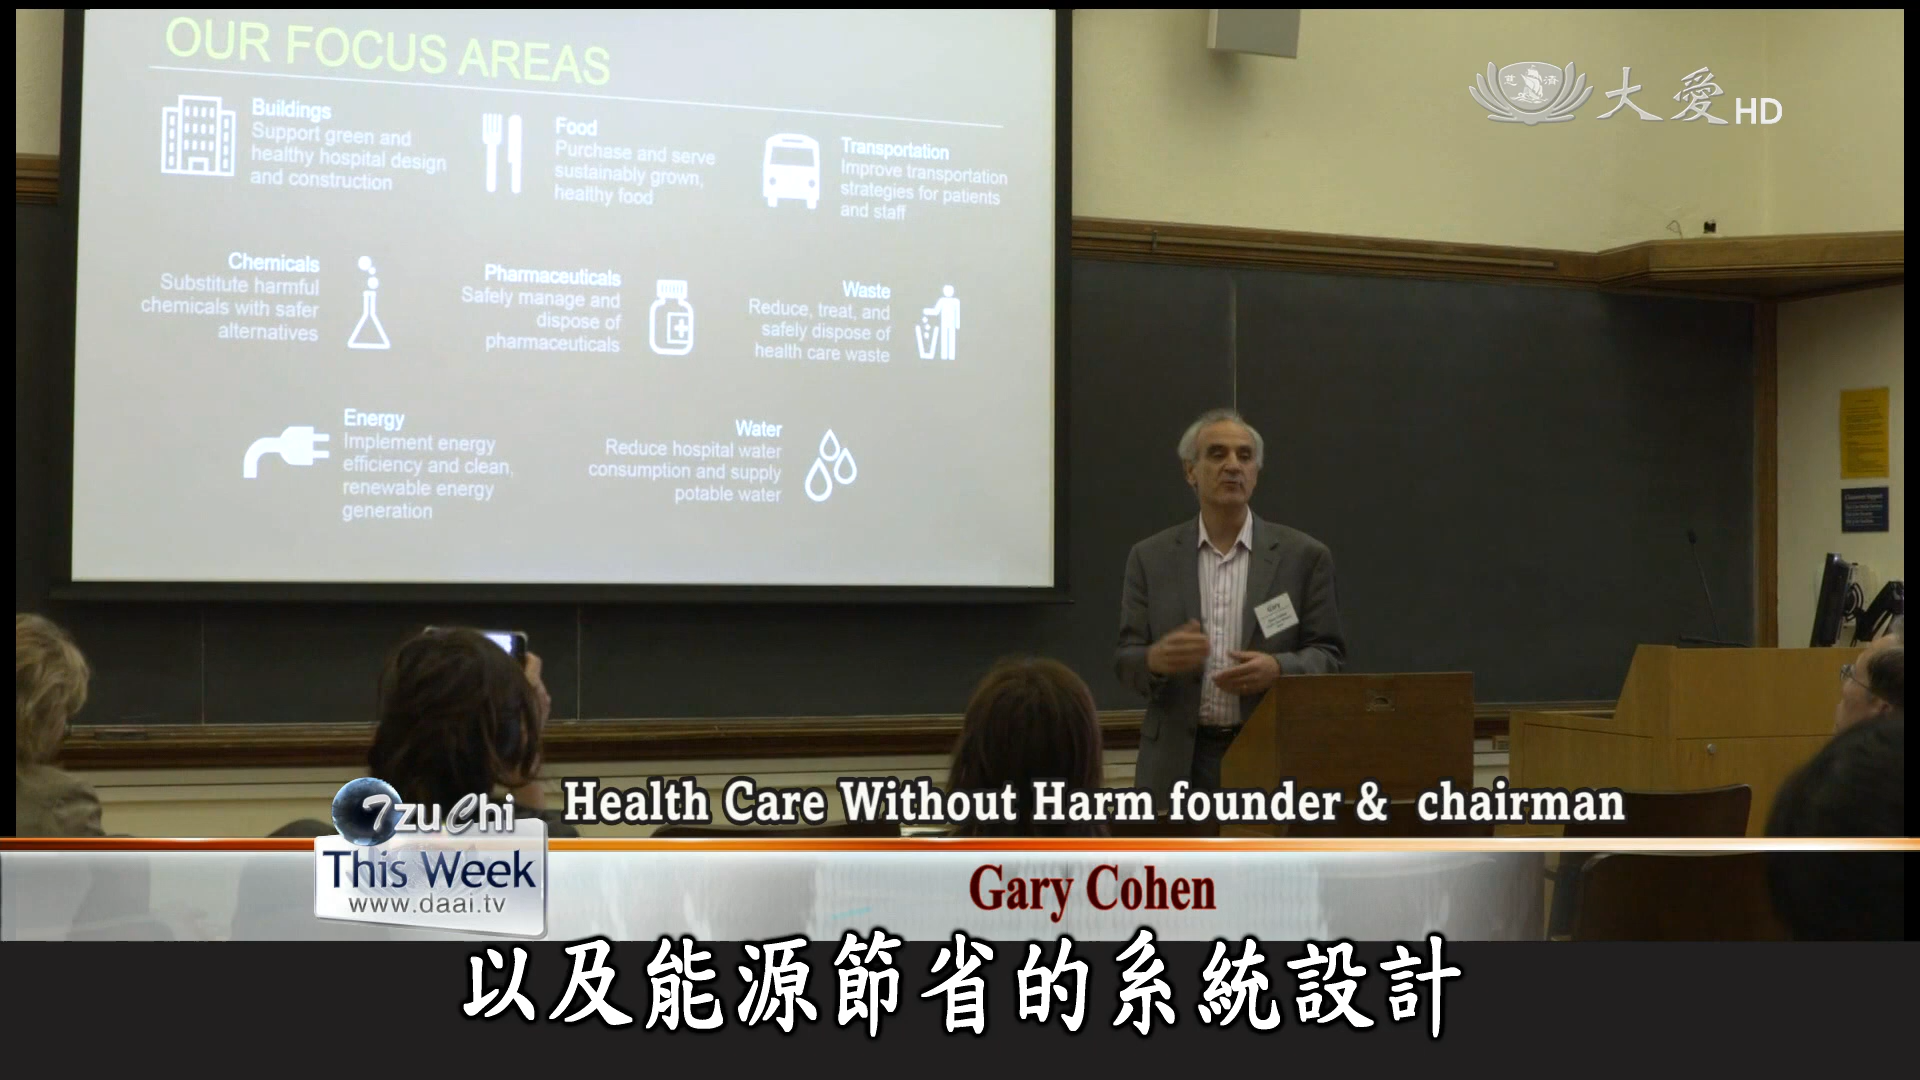 OUR FOCUS AREAS
Buildings
Support green and
healthy hospital design
and construction
Food
Purchase and serve
sustainably grown,
healthy food
Transportation
Improve transportation
strategies for patients
and staff
Chemicals
Substitute harmful
chemicals with safer
alternatives
Pharmaceuticals
Safely manage and
dispose of
pharmaceuticals
Waste
Reduce, treat, and
safely dispose of
health care waste
Energy
Implement energy
efficiency and clean,
renewable energy
generation
Water
Reduce hospital water
consumption and supply
potable water
慈濟
大愛HD
Gary
Tzu Chi
This Week
www.daai.tv
Health Care Without Harm founder & chairman
Gary Cohen
以及能源節省的系統設計